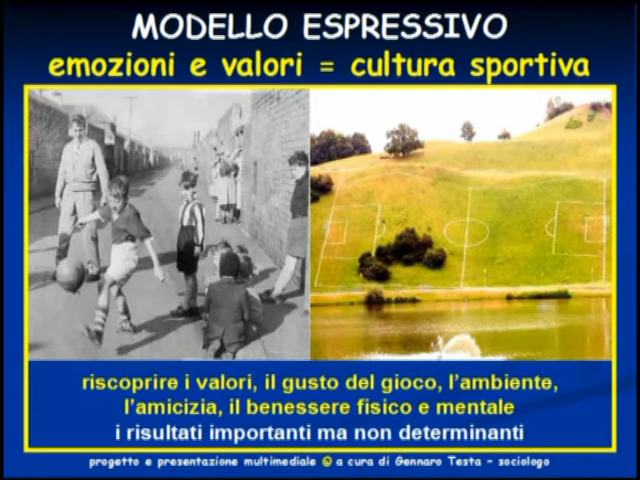 MODELLO ESPRESSIVO
emozioni e valori = cultura sportiva
riscoprire i valori, il gusto del gioco, l'ambiente,
l'amicizia, il benessere fisico e mentale
i risultati importanti ma non determinanti
progetto e presentazione multimediale © a cura di Gennaro Testa - sociologo